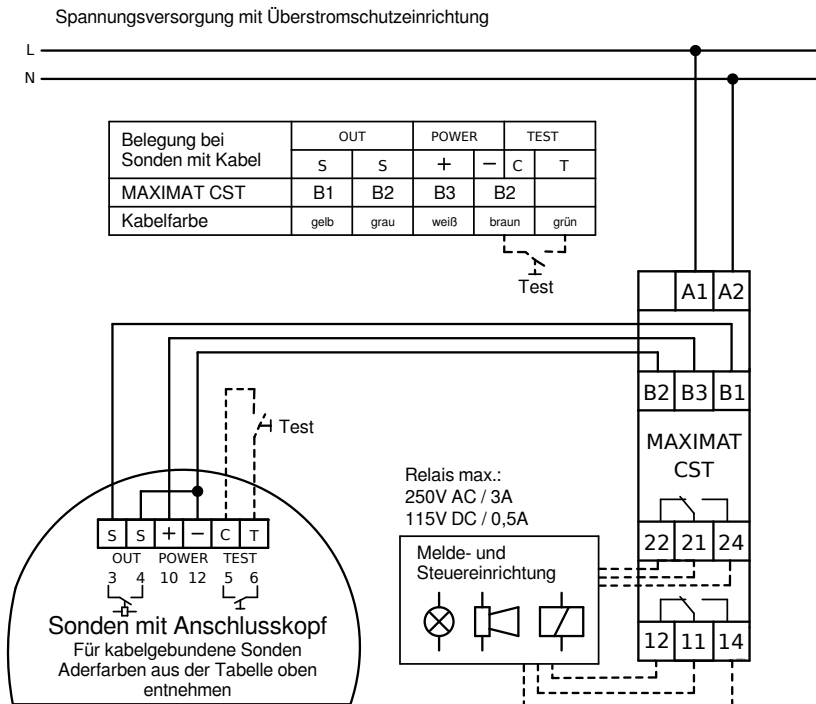 Spannungsversorgung mit Überstromschutzeinrichtung
L
N
Belegung bei
Sonden mit Kabel
OUT POWER TEST
S S + − C T
MAXIMAT CST B1 B2 B3 B2
Kabelfarbe gelb grau weiß braun grün
Test
A1 A2
B2 B3 B1
MAXIMAT
CST
Test
Relais max.:
250V AC / 3A
115V DC / 0,5A
22 21 24
Melde- und
Steuereinrichtung
12 11 14
S S + − C T
OUT POWER TEST
3 4 10 12 5 6
Sonden mit Anschlusskopf
Für kabelgebundene Sonden
Aderfarben aus der Tabelle oben
entnehmen